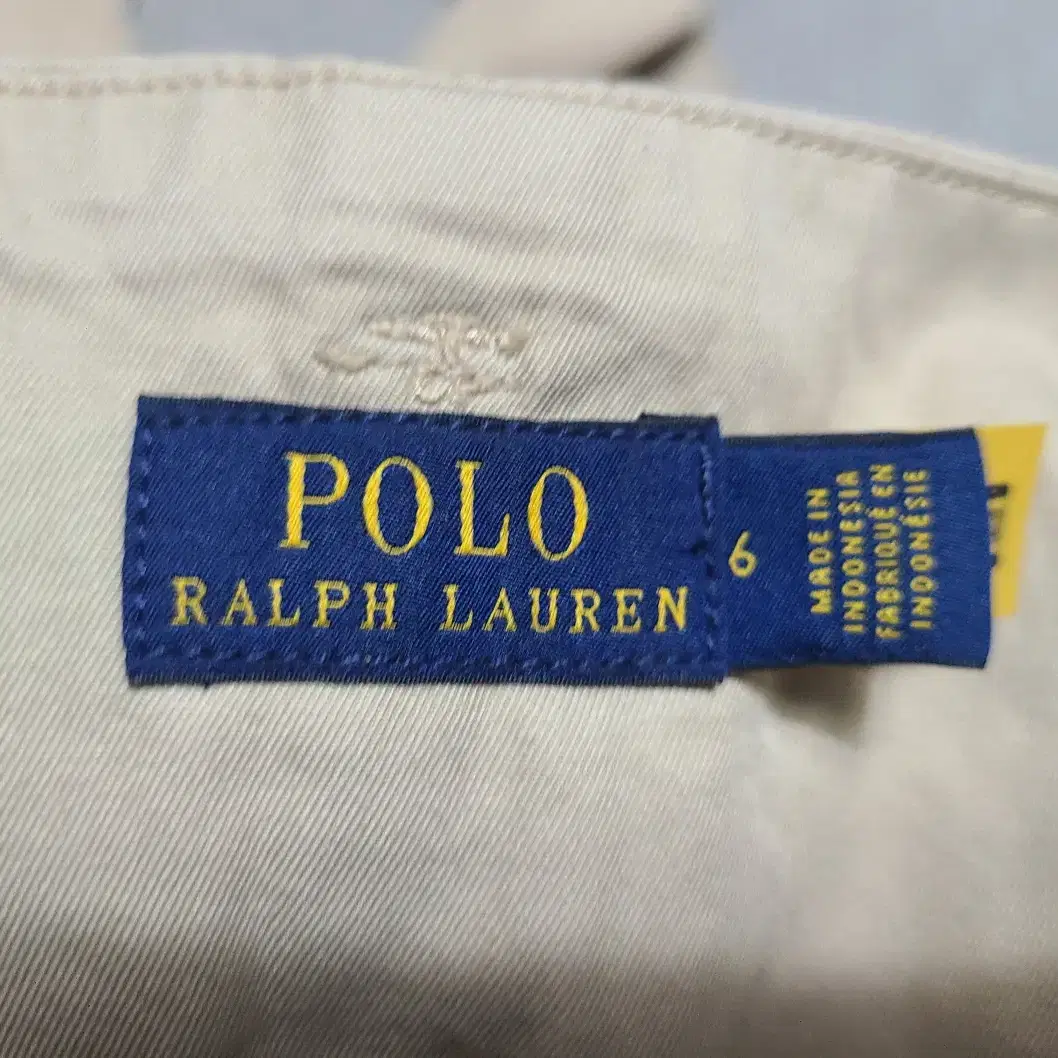 POLO
RALPH LAUREN
6
MADE IN
INDONESIA
FABRIQUÉ EN
INDONÉSIE